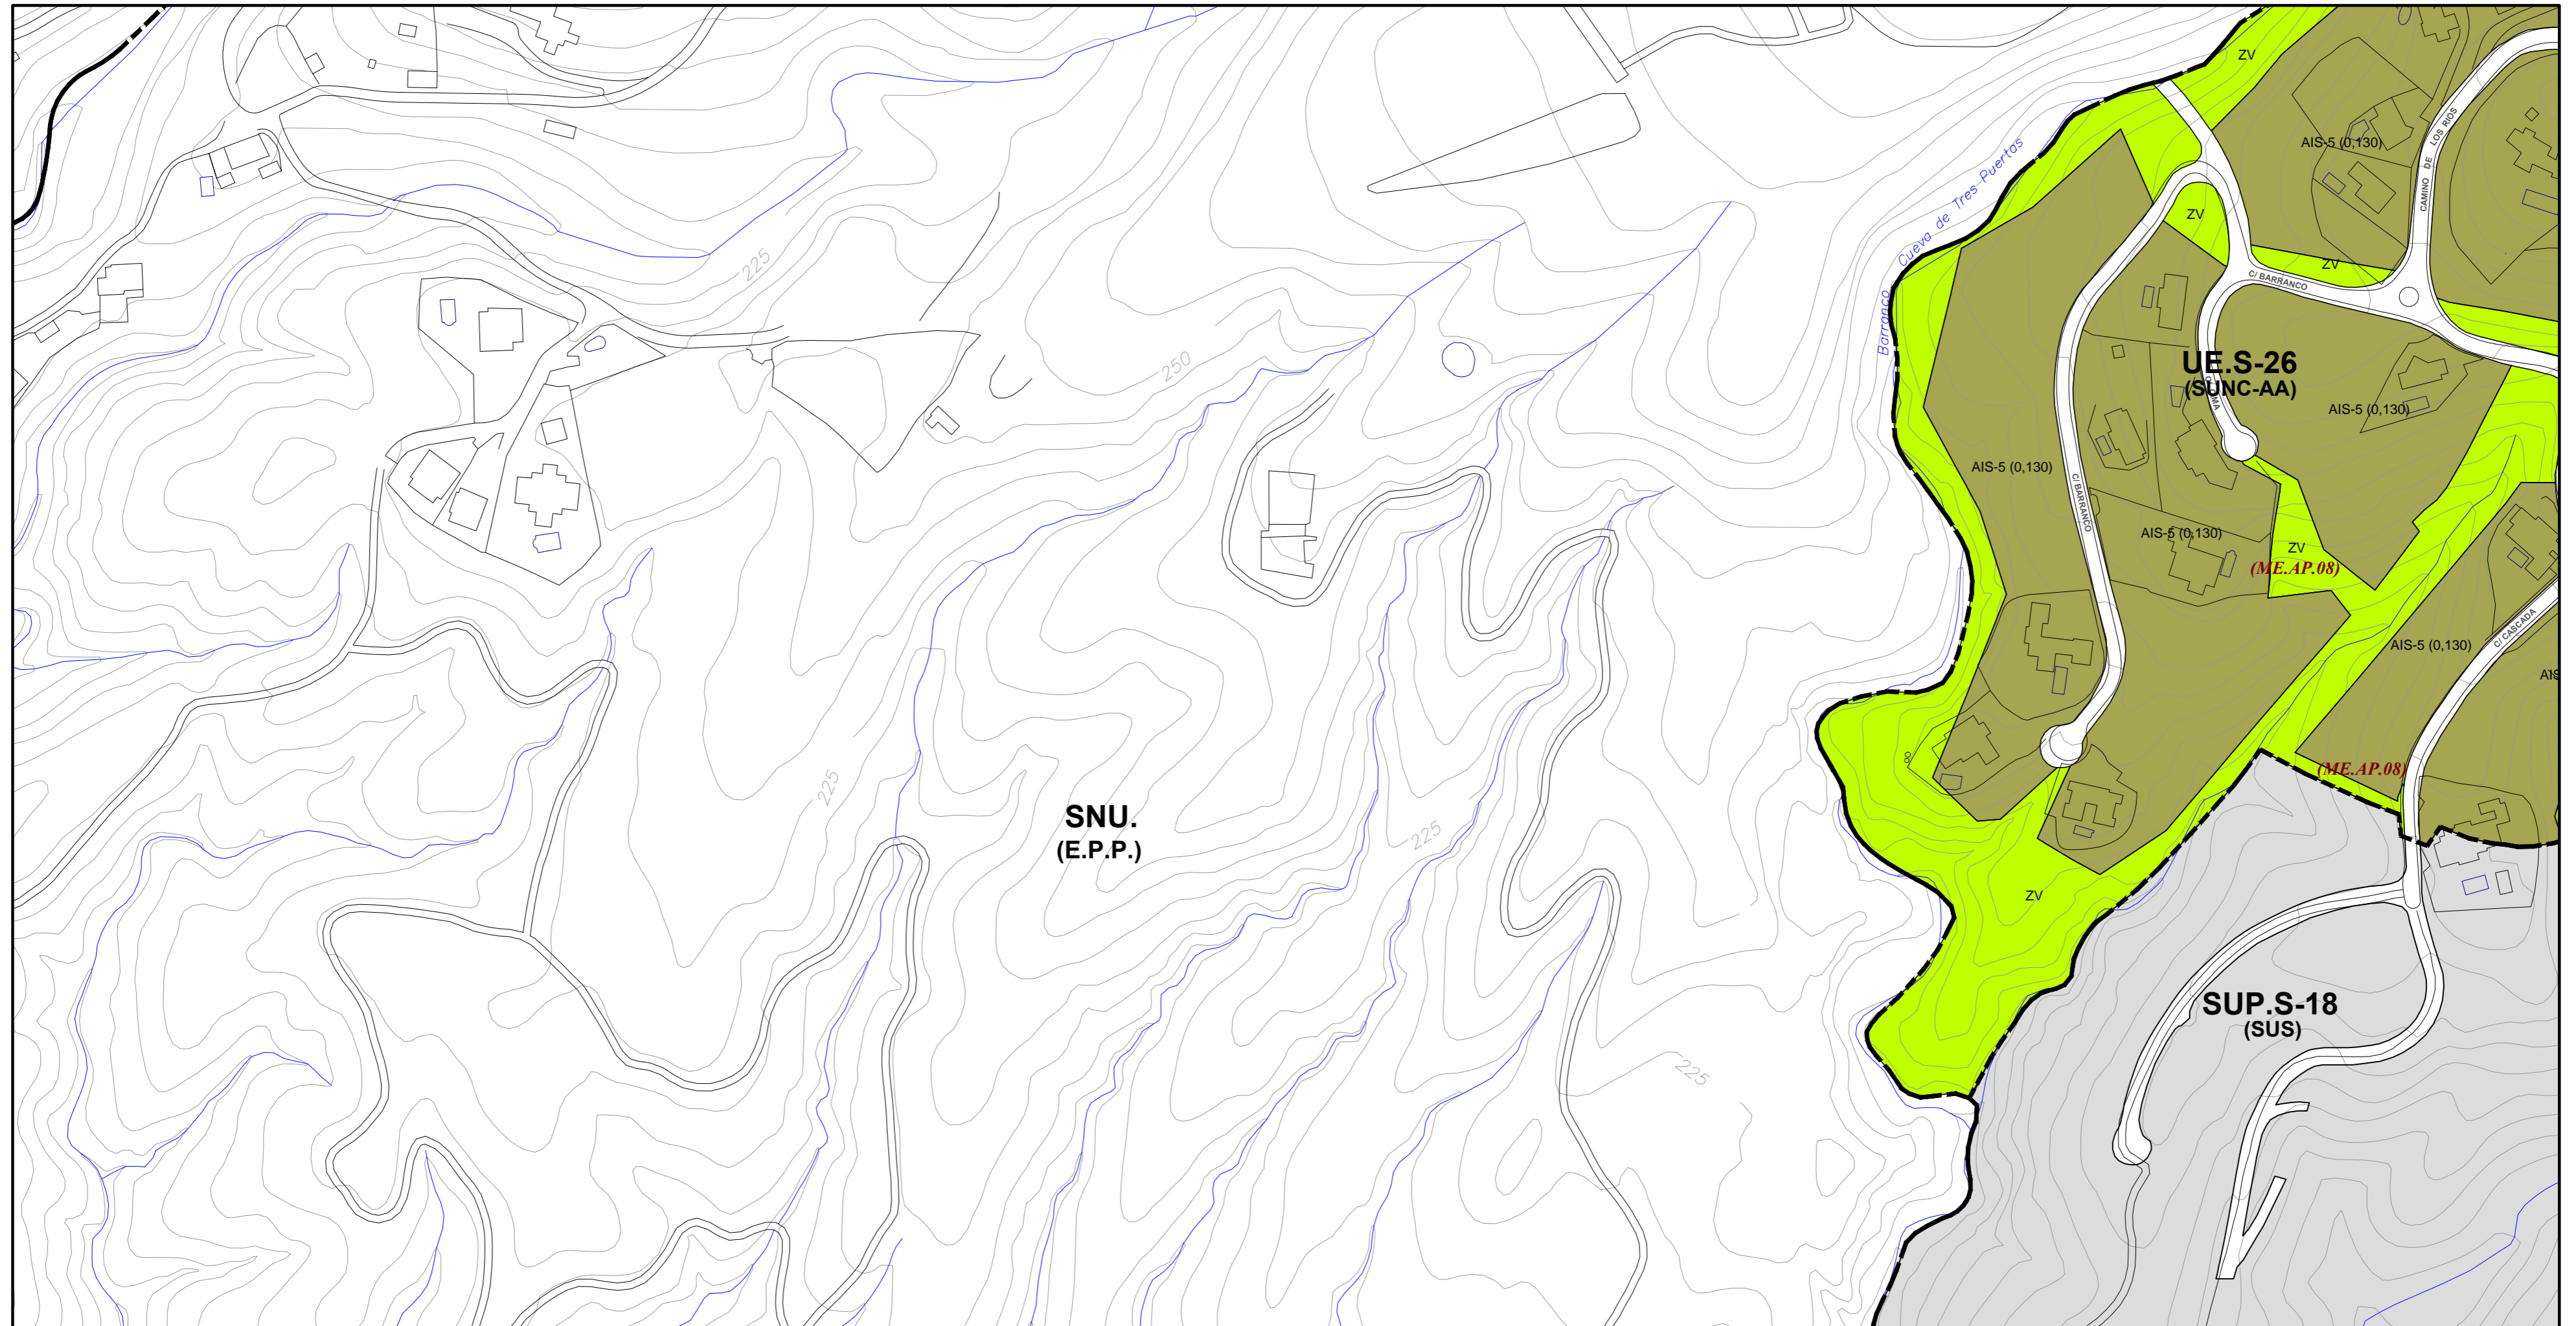 ZV
AIS-5 (0,130)
CAMINO DE LOS RIOS
Barranco Cueva de Tres Puertas
ZV
ZV
C/ BARRANCO
225
250
UE.S-26
(SUNC-AA)
AIS-5 (0,130)
AIS-5 (0,130)
C/ BARRANCO
AIS-5 (0,130)
ZV
(ME.AP.08)
C/ CASCADA
AIS-5 (0,130)
AIS
(ME.AP.08)
225
SNU.
(E.P.P.)
225
ZV
SUP.S-18
(SUS)
225